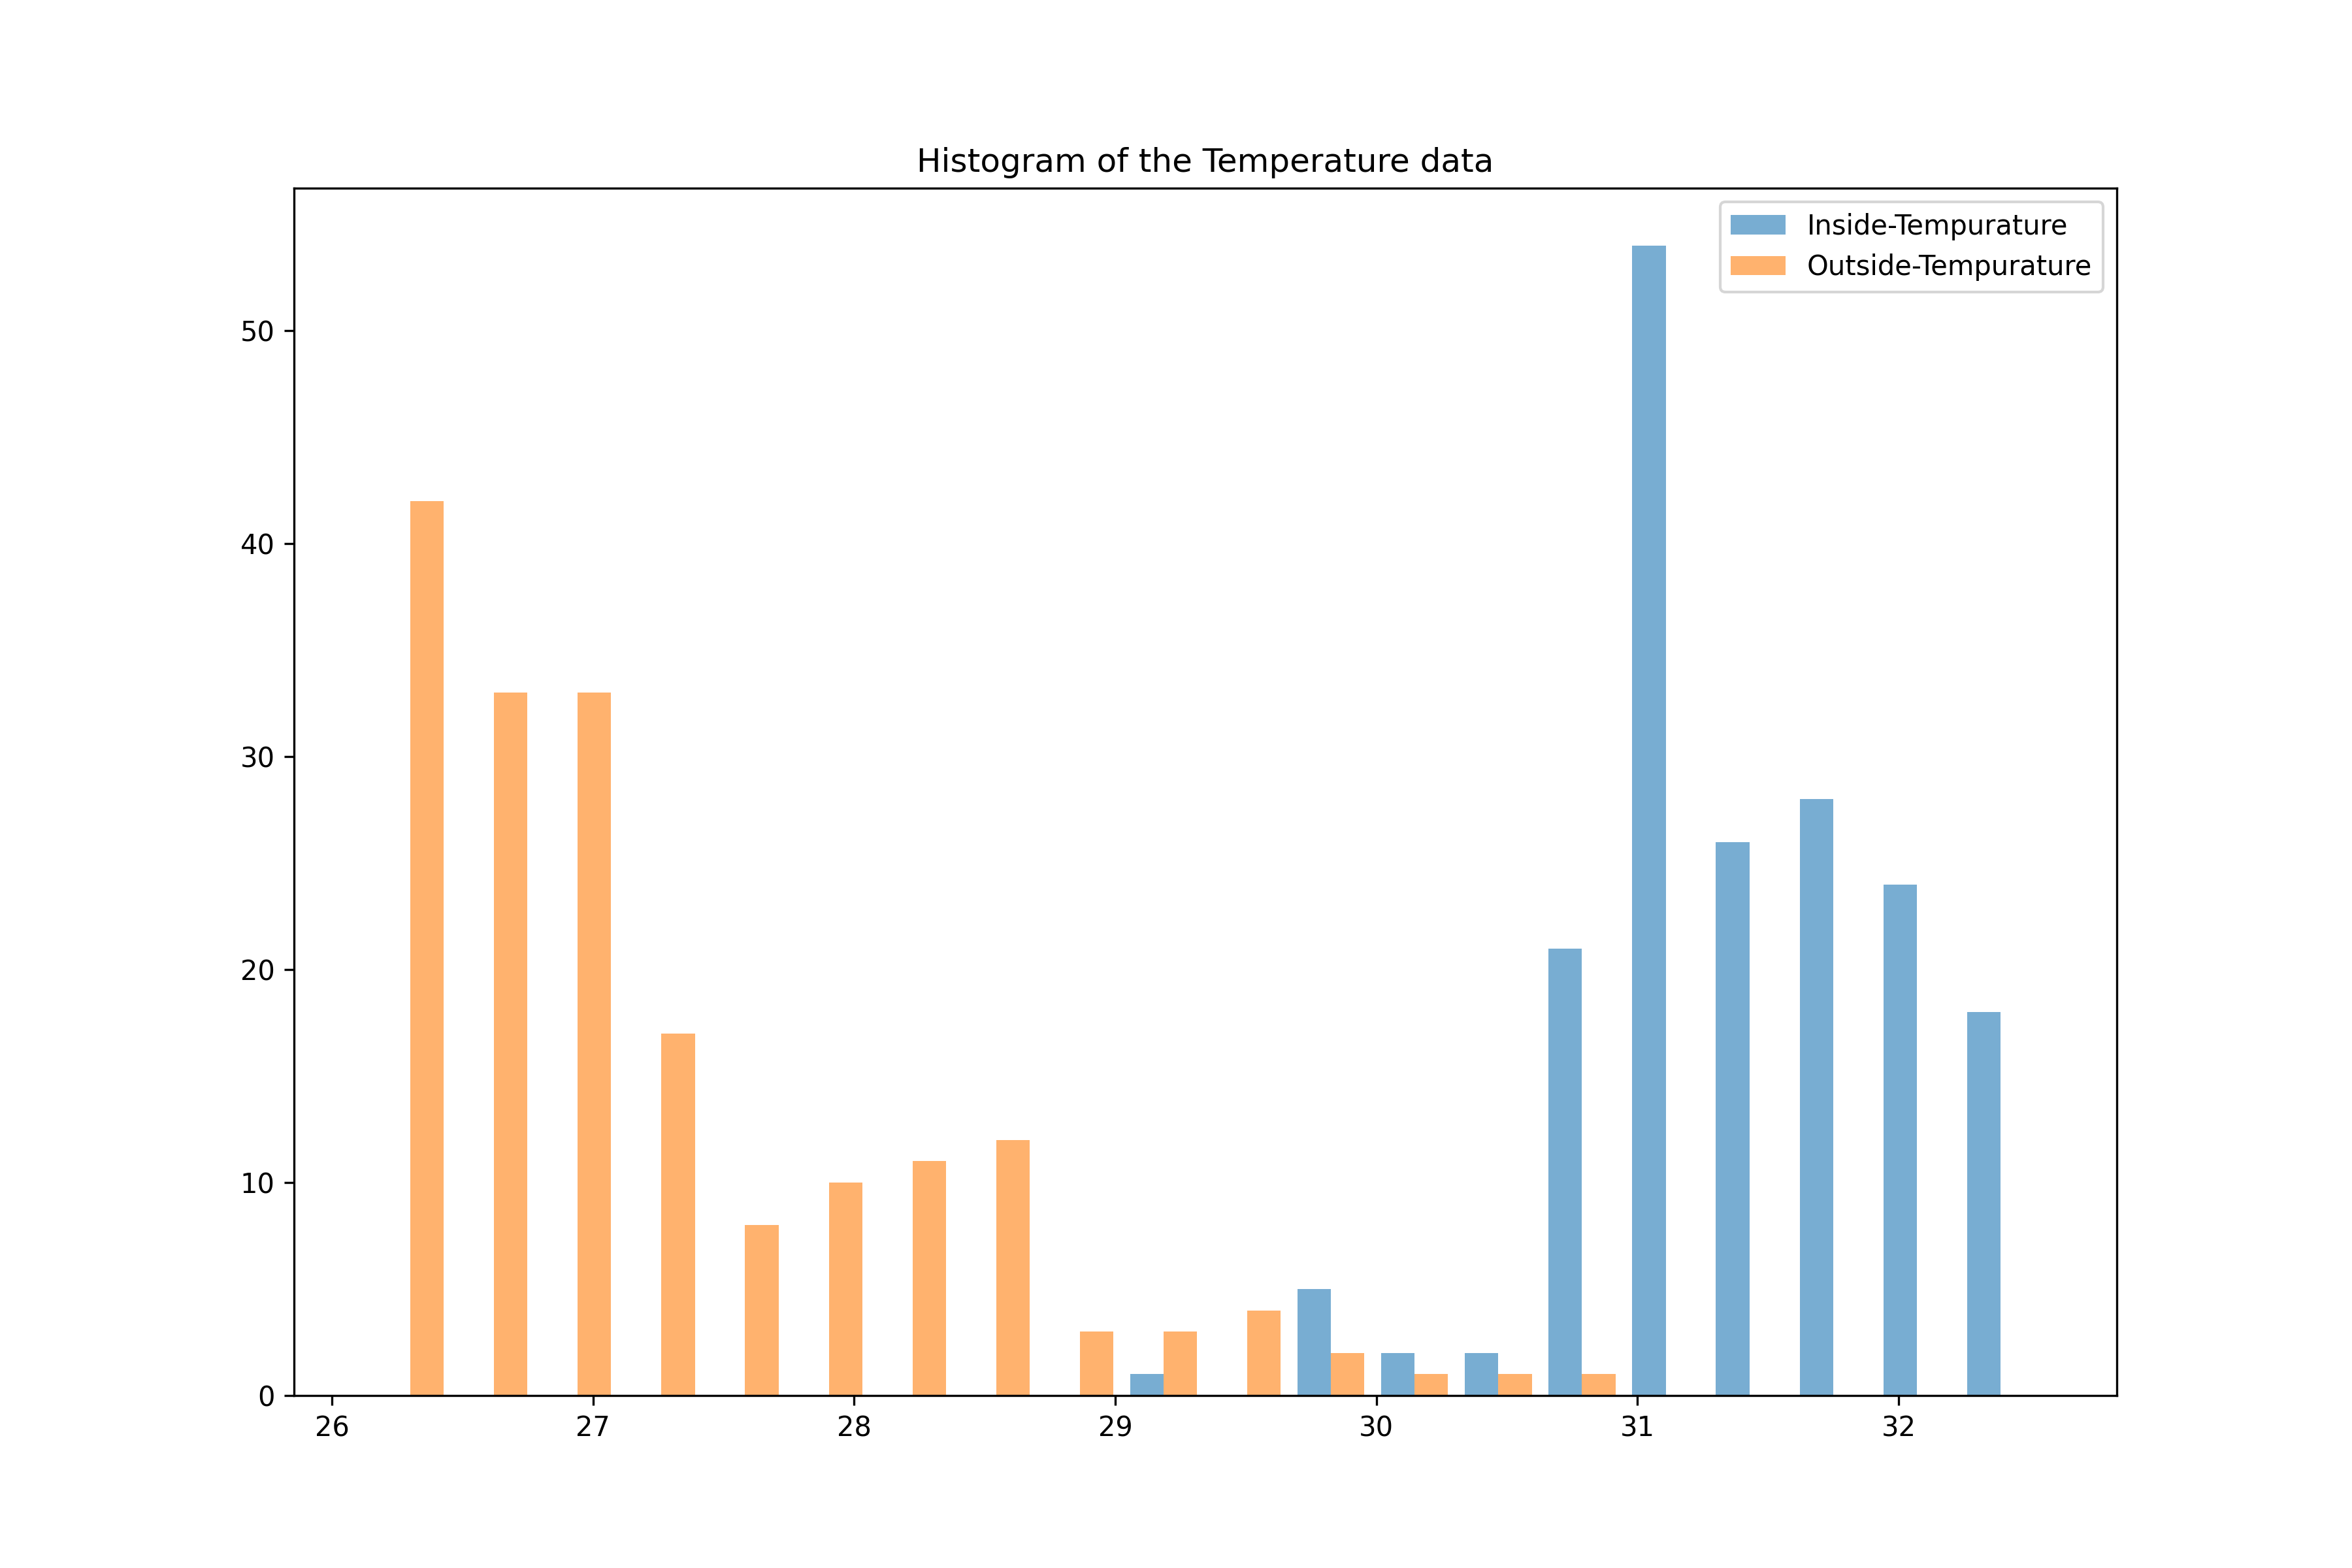 Histogram of the Temperature data
Inside-Tempurature
Outside-Tempurature
50
40
30
20
10
0
26 27 28 29 30 31 32